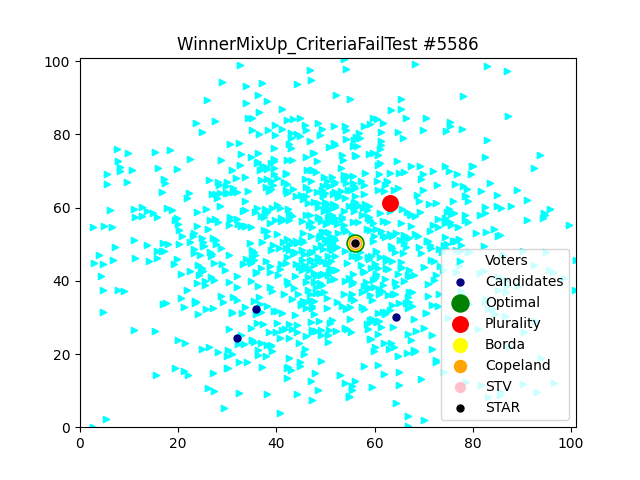 WinnerMixUp_CriteriaFailTest #5586
100
80
60
40
20
0
0
20
40
60
80
100
Voters
Candidates
Optimal
Plurality
Borda
Copeland
STV
STAR